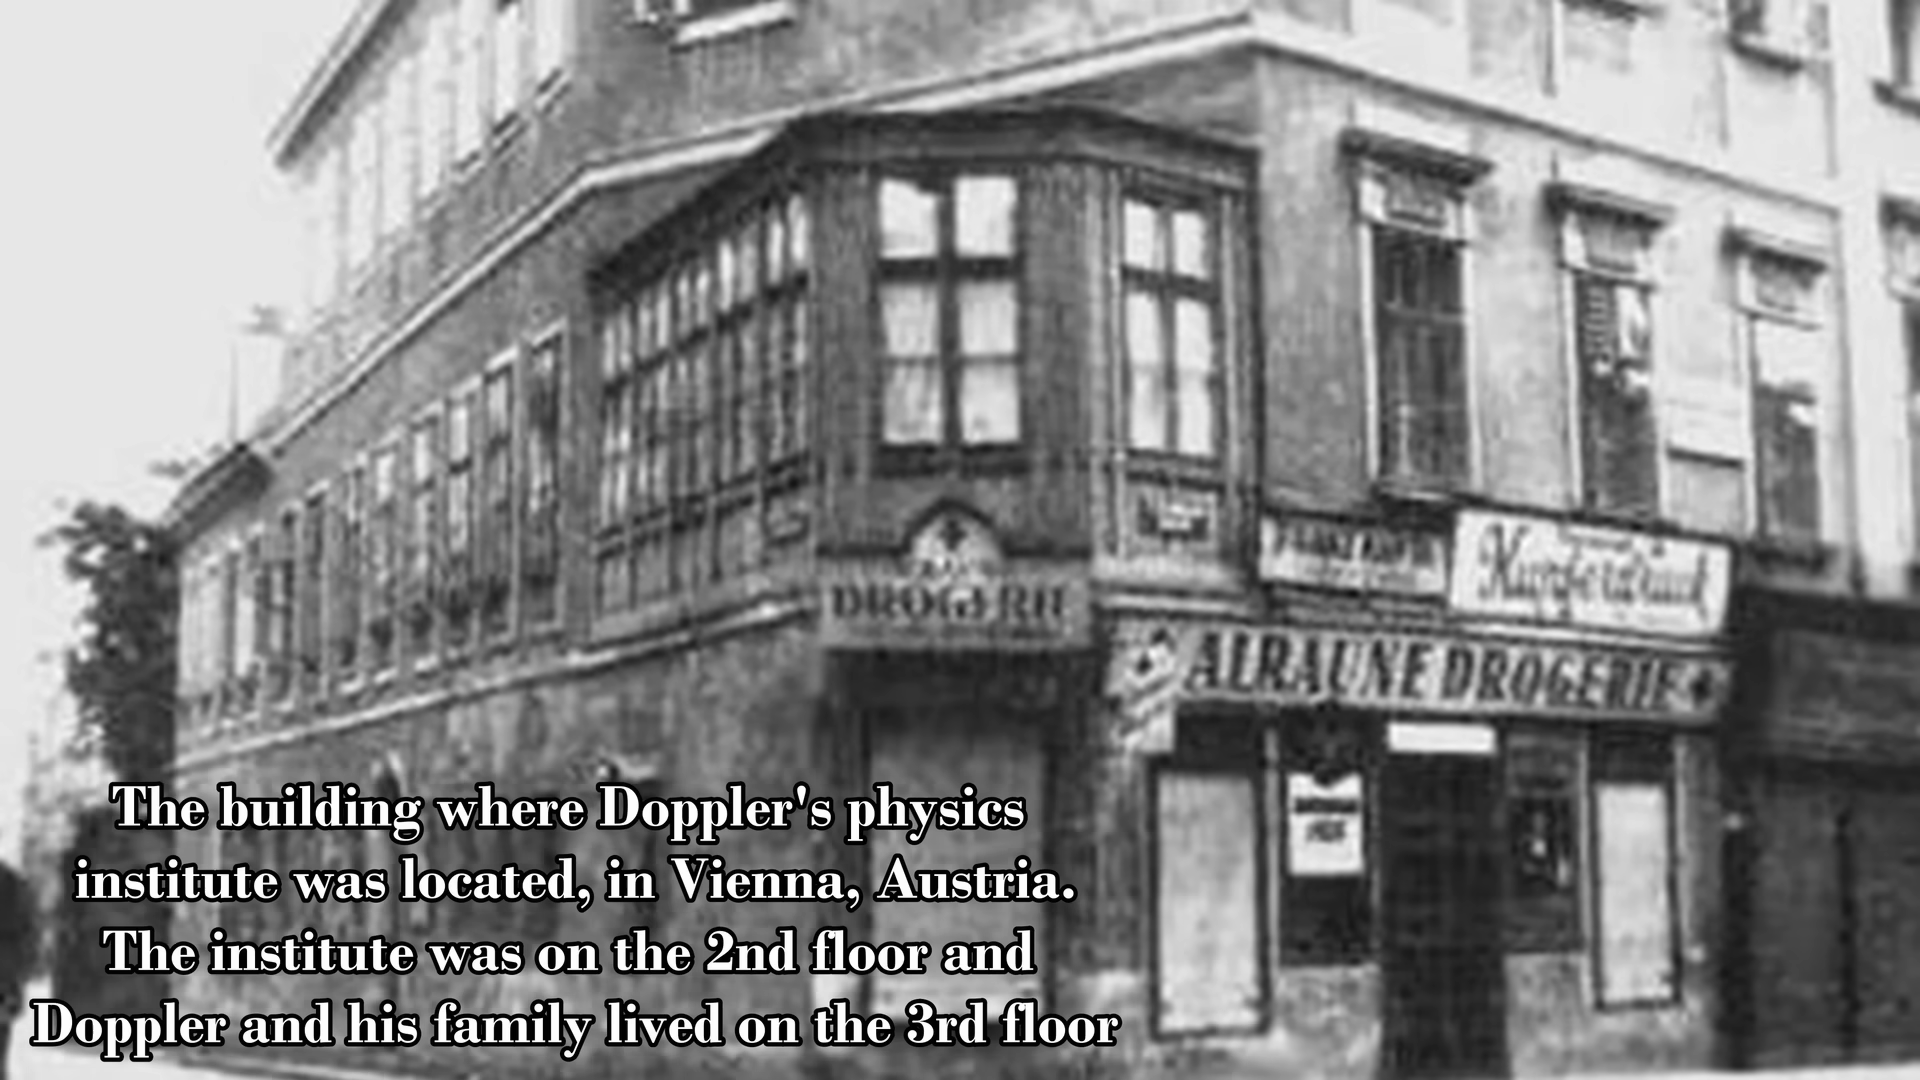 DROGERIE
Kupferdruck
ALRAUNE DROGERIE
The building where Doppler's physics
institute was located, in Vienna, Austria.
The institute was on the 2nd floor and
Doppler and his family lived on the 3rd floor